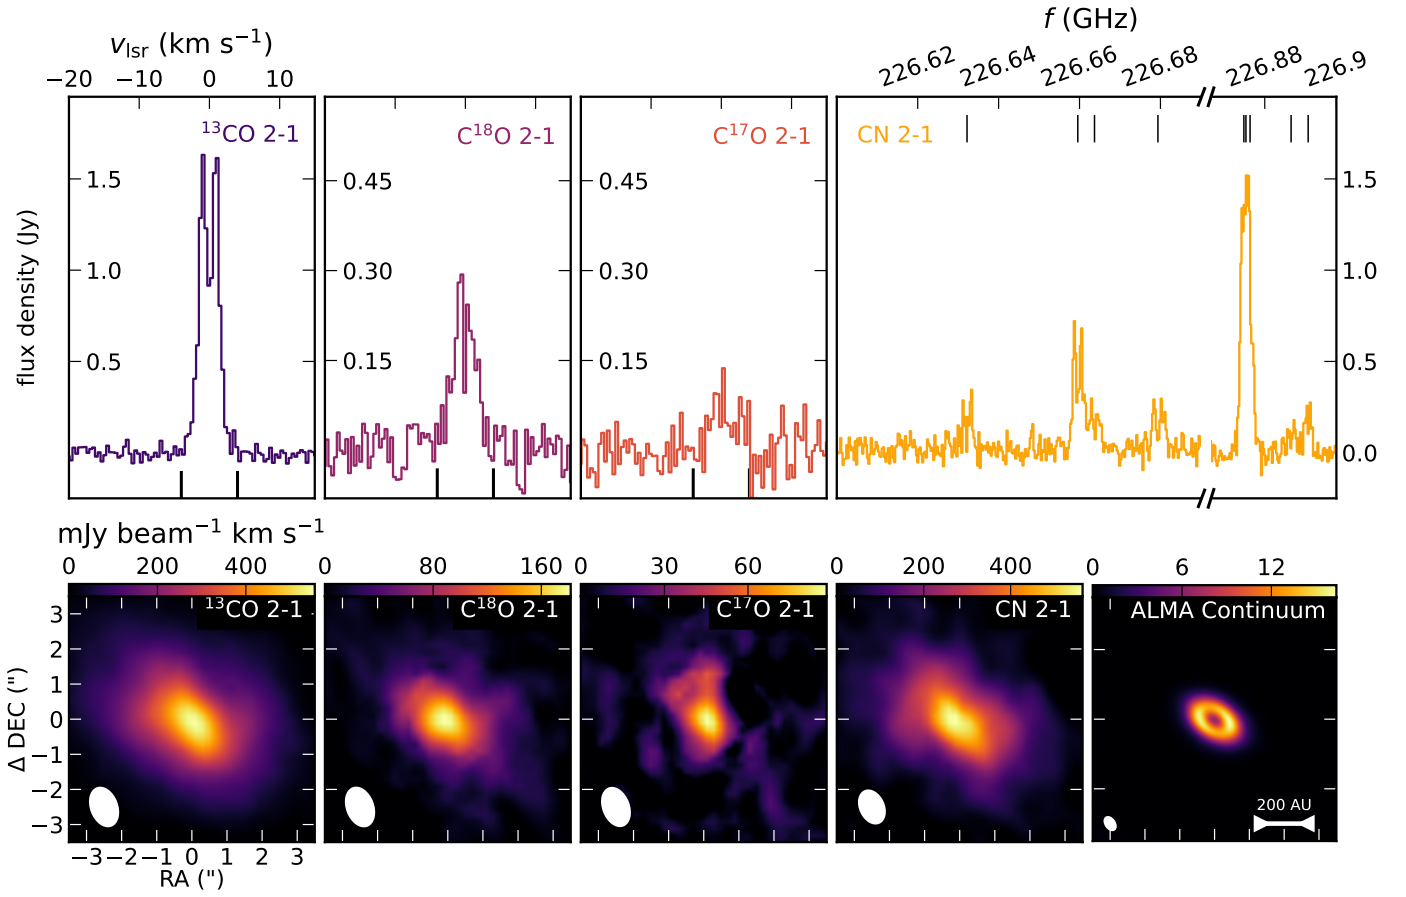 v_lsr (km s⁻¹)
−20 −10 0 10
f (GHz)
226.62 226.64 226.66 226.68 226.88 226.9
¹³CO 2-1
C¹⁸O 2-1
C¹⁷O 2-1
CN 2-1
flux density (Jy)
1.5 0.45 0.45 1.5
1.0 0.30 0.30 1.0
0.5 0.15 0.15 0.5
0.0
mJy beam⁻¹ km s⁻¹
0 200 400
0 80 160
0 30 60
0 200 400
0 6 12
¹³CO 2-1
C¹⁸O 2-1
C¹⁷O 2-1
CN 2-1
ALMA Continuum
Δ DEC (")
3
2
1
0
−1
−2
−3
200 AU
−3 −2 −1 0 1 2 3
RA (")